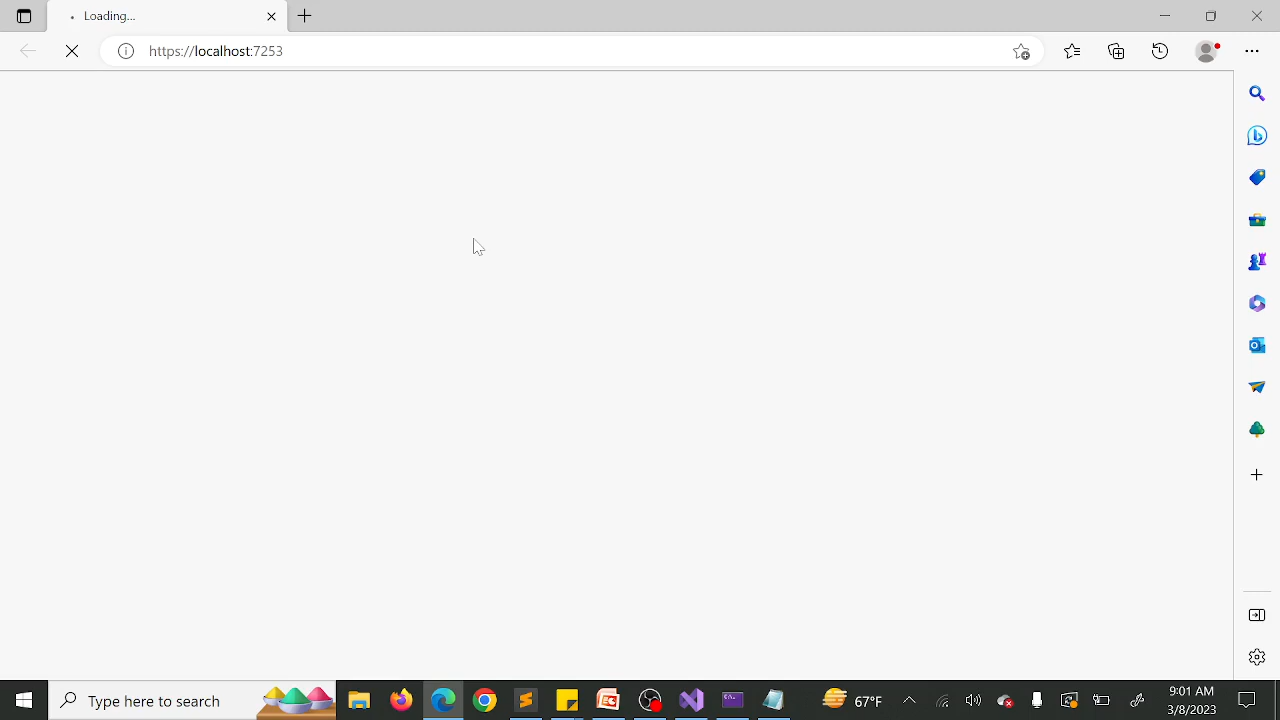 Loading...
https://localhost:7253
Type here to search
67°F
9:01 AM
3/8/2023